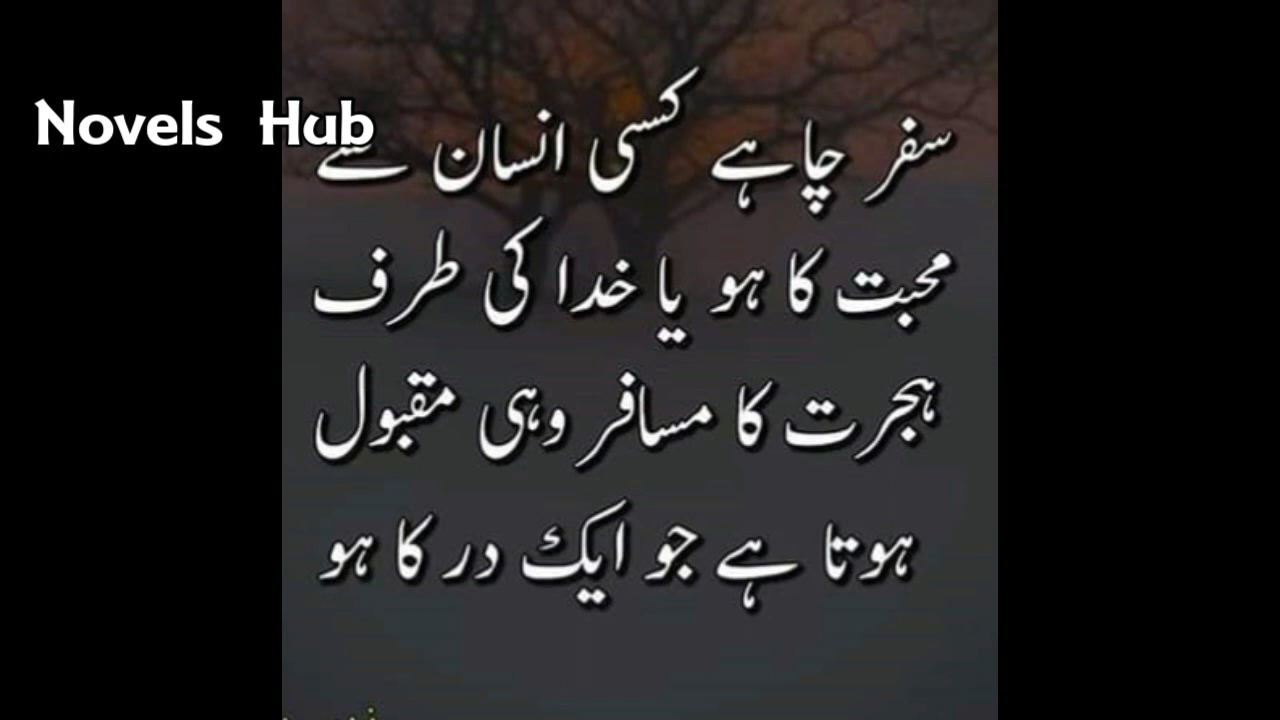 Novels Hub
سفر چاہے کسی انسان سے
محبت کا ہو یا خدا کی طرف
ہجرت کا مسافر وہی مقبول
ہوتا ہے جو ایک در کا ہو